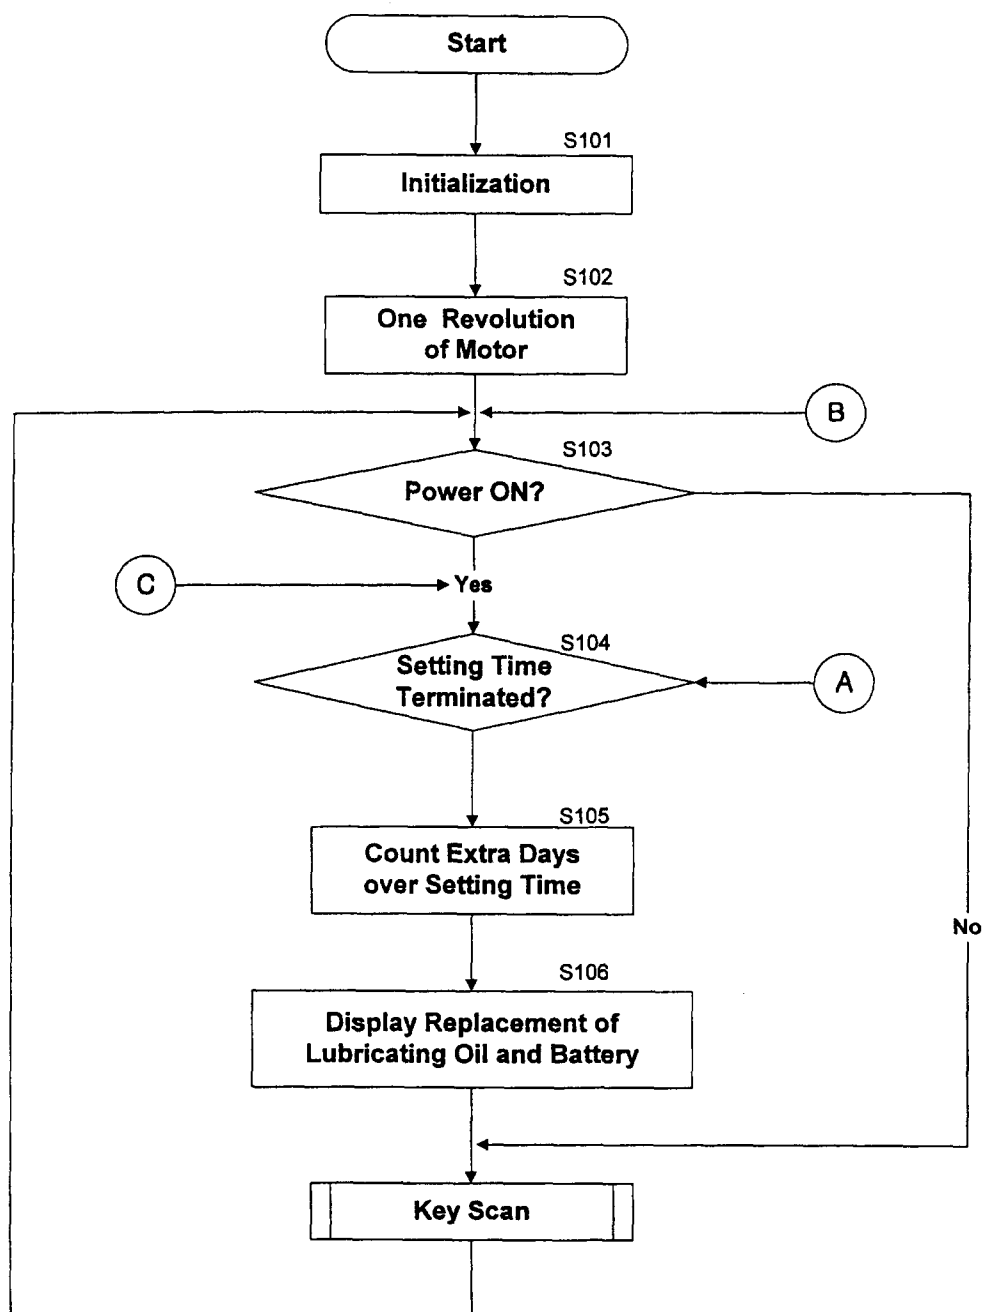 Start
S101
Initialization
S102
One Revolution
of Motor
B
S103
Power ON?
C
Yes
S104
Setting Time
Terminated?
A
S105
Count Extra Days
over Setting Time
No
S106
Display Replacement of
Lubricating Oil and Battery
Key Scan